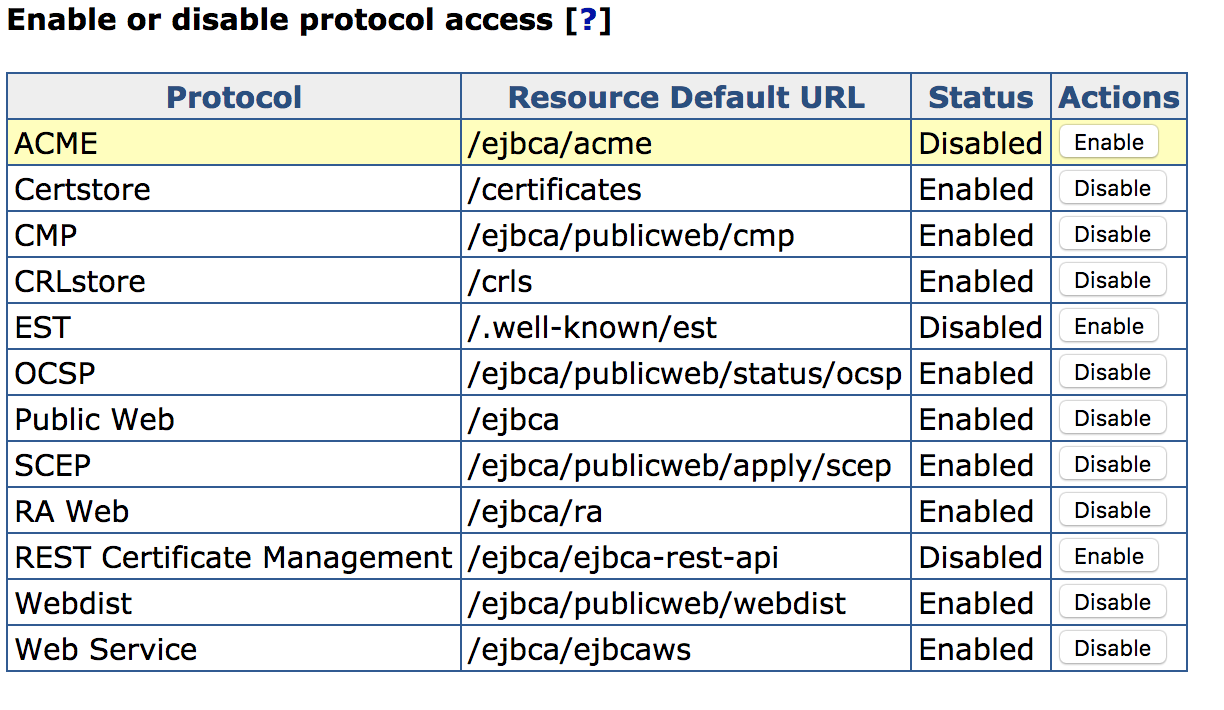 Enable or disable protocol access [?]
Protocol Resource Default URL Status Actions
ACME /ejbca/acme Disabled Enable
Certstore /certificates Enabled Disable
CMP /ejbca/publicweb/cmp Enabled Disable
CRLstore /crls Enabled Disable
EST /.well-known/est Disabled Enable
OCSP /ejbca/publicweb/status/ocsp Enabled Disable
Public Web /ejbca Enabled Disable
SCEP /ejbca/publicweb/apply/scep Enabled Disable
RA Web /ejbca/ra Enabled Disable
REST Certificate Management /ejbca/ejbca-rest-api Disabled Enable
Webdist /ejbca/publicweb/webdist Enabled Disable
Web Service /ejbca/ejbcaws Enabled Disable